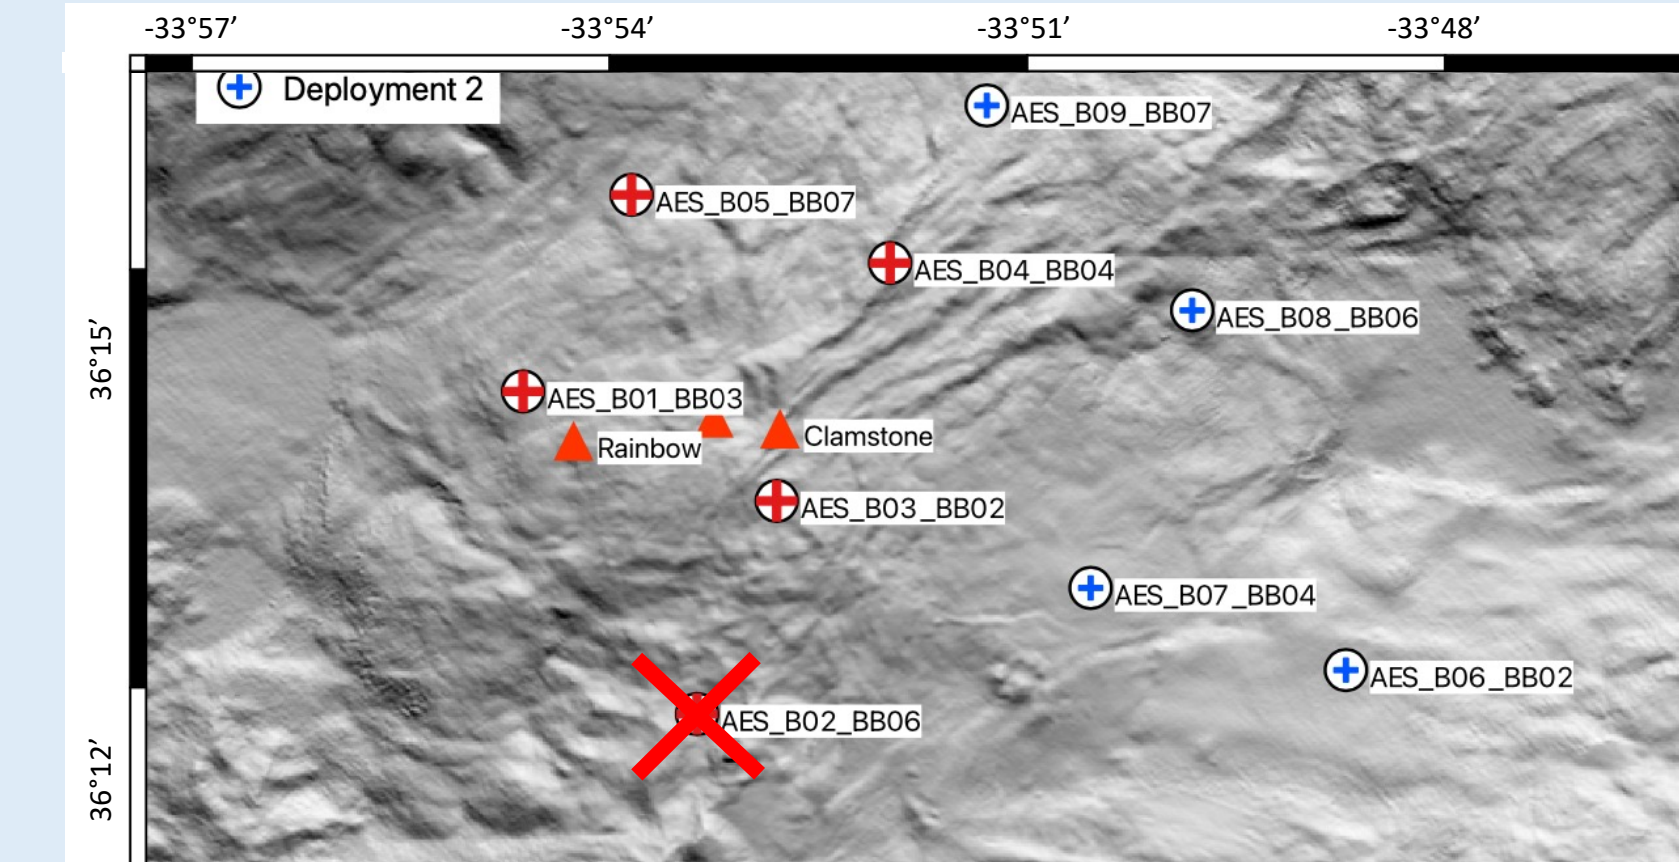 -33°57’
-33°54’
-33°51’
-33°48’
Deployment 2
AES_B09_BB07
AES_B05_BB07
AES_B04_BB04
AES_B08_BB06
36°15’
AES_B01_BB03
Clamstone
Rainbow
AES_B03_BB02
AES_B07_BB04
AES_B06_BB02
AES_B02_BB06
36°12’